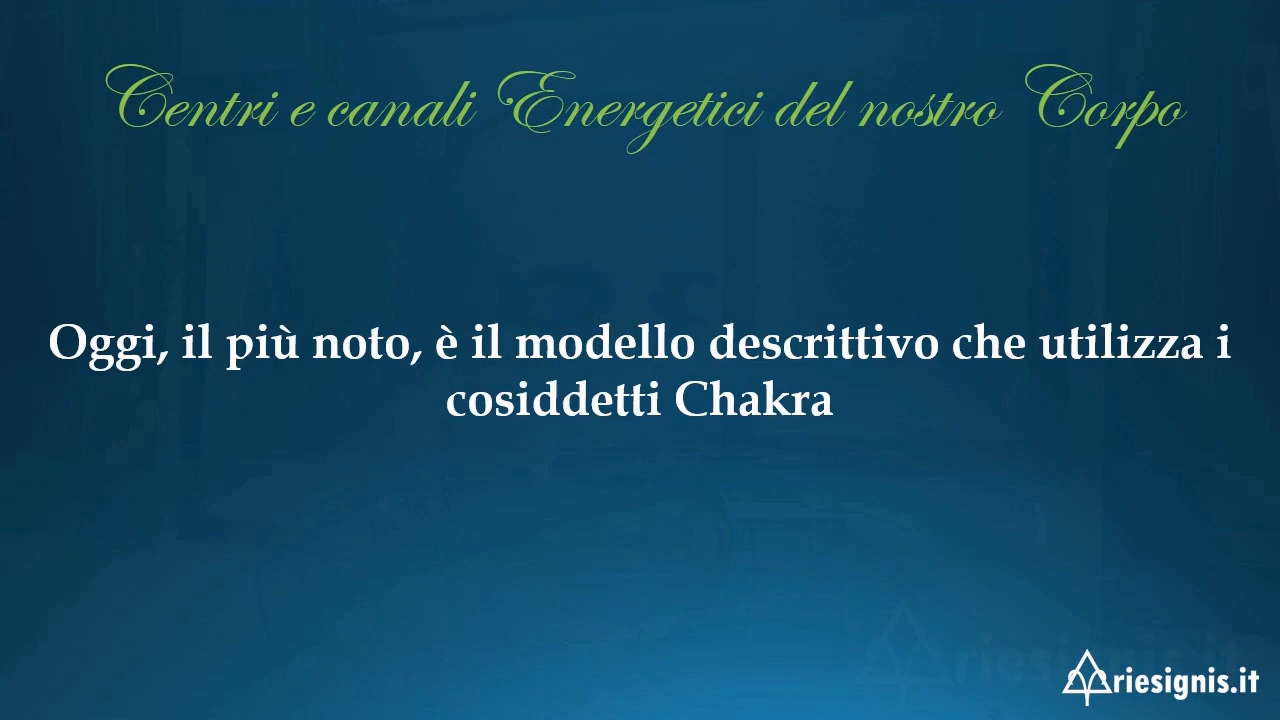 Centri e canali Energetici del nostro Corpo
Oggi, il più noto, è il modello descrittivo che utilizza i
cosiddetti Chakra
riesignis.it